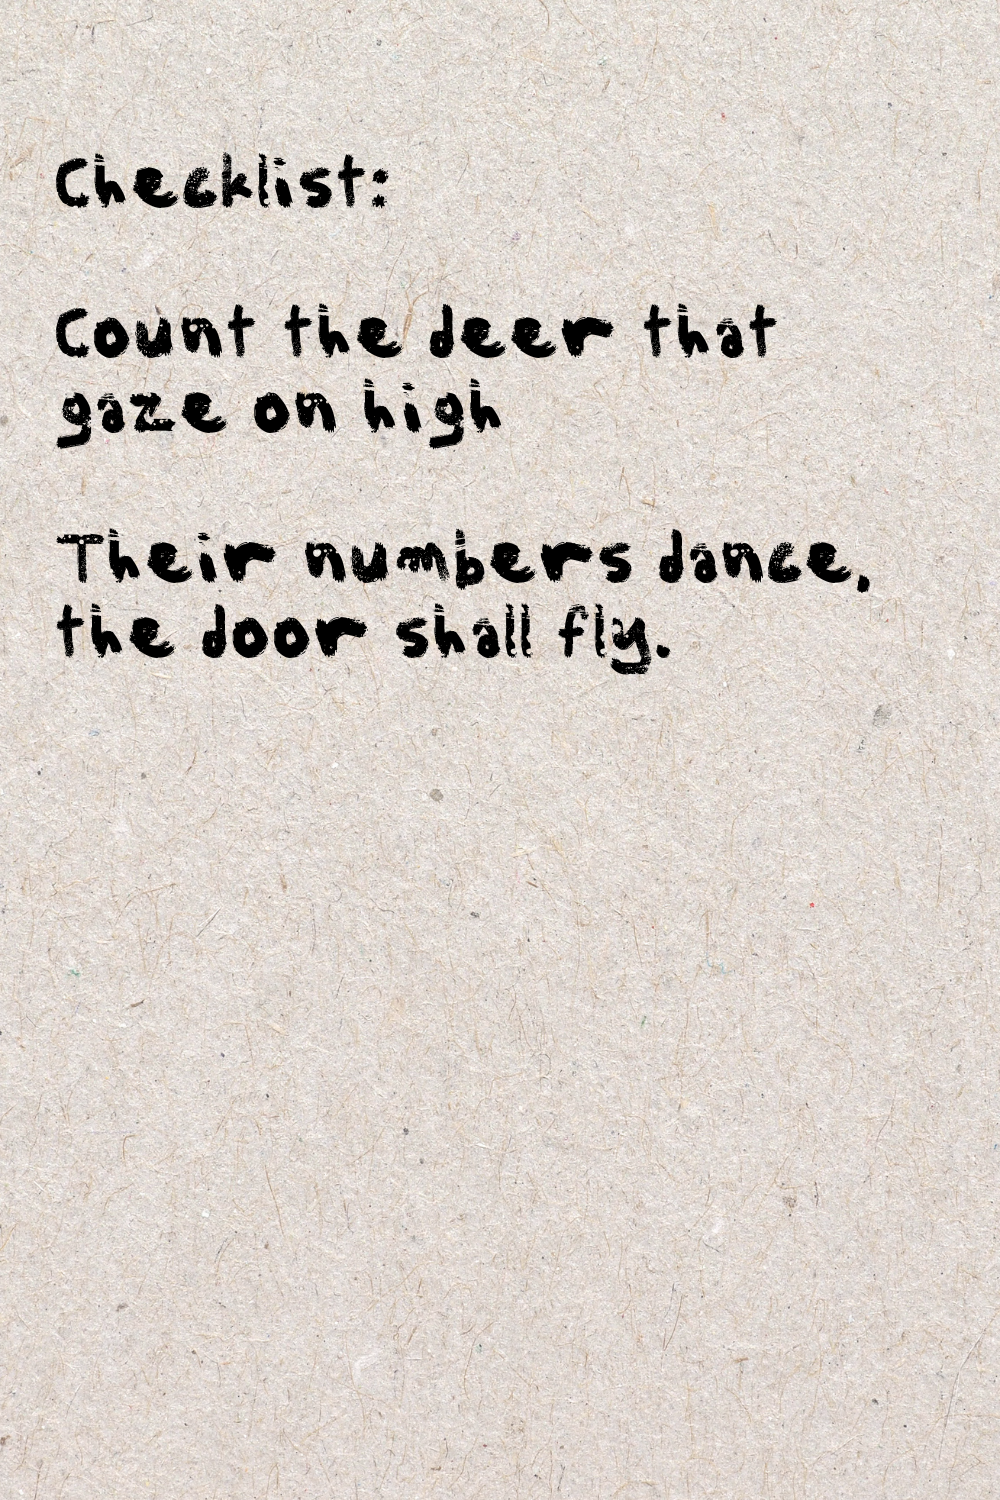 Checklist:
Count the deer that
gaze on high
Their numbers dance,
the door shall fly.